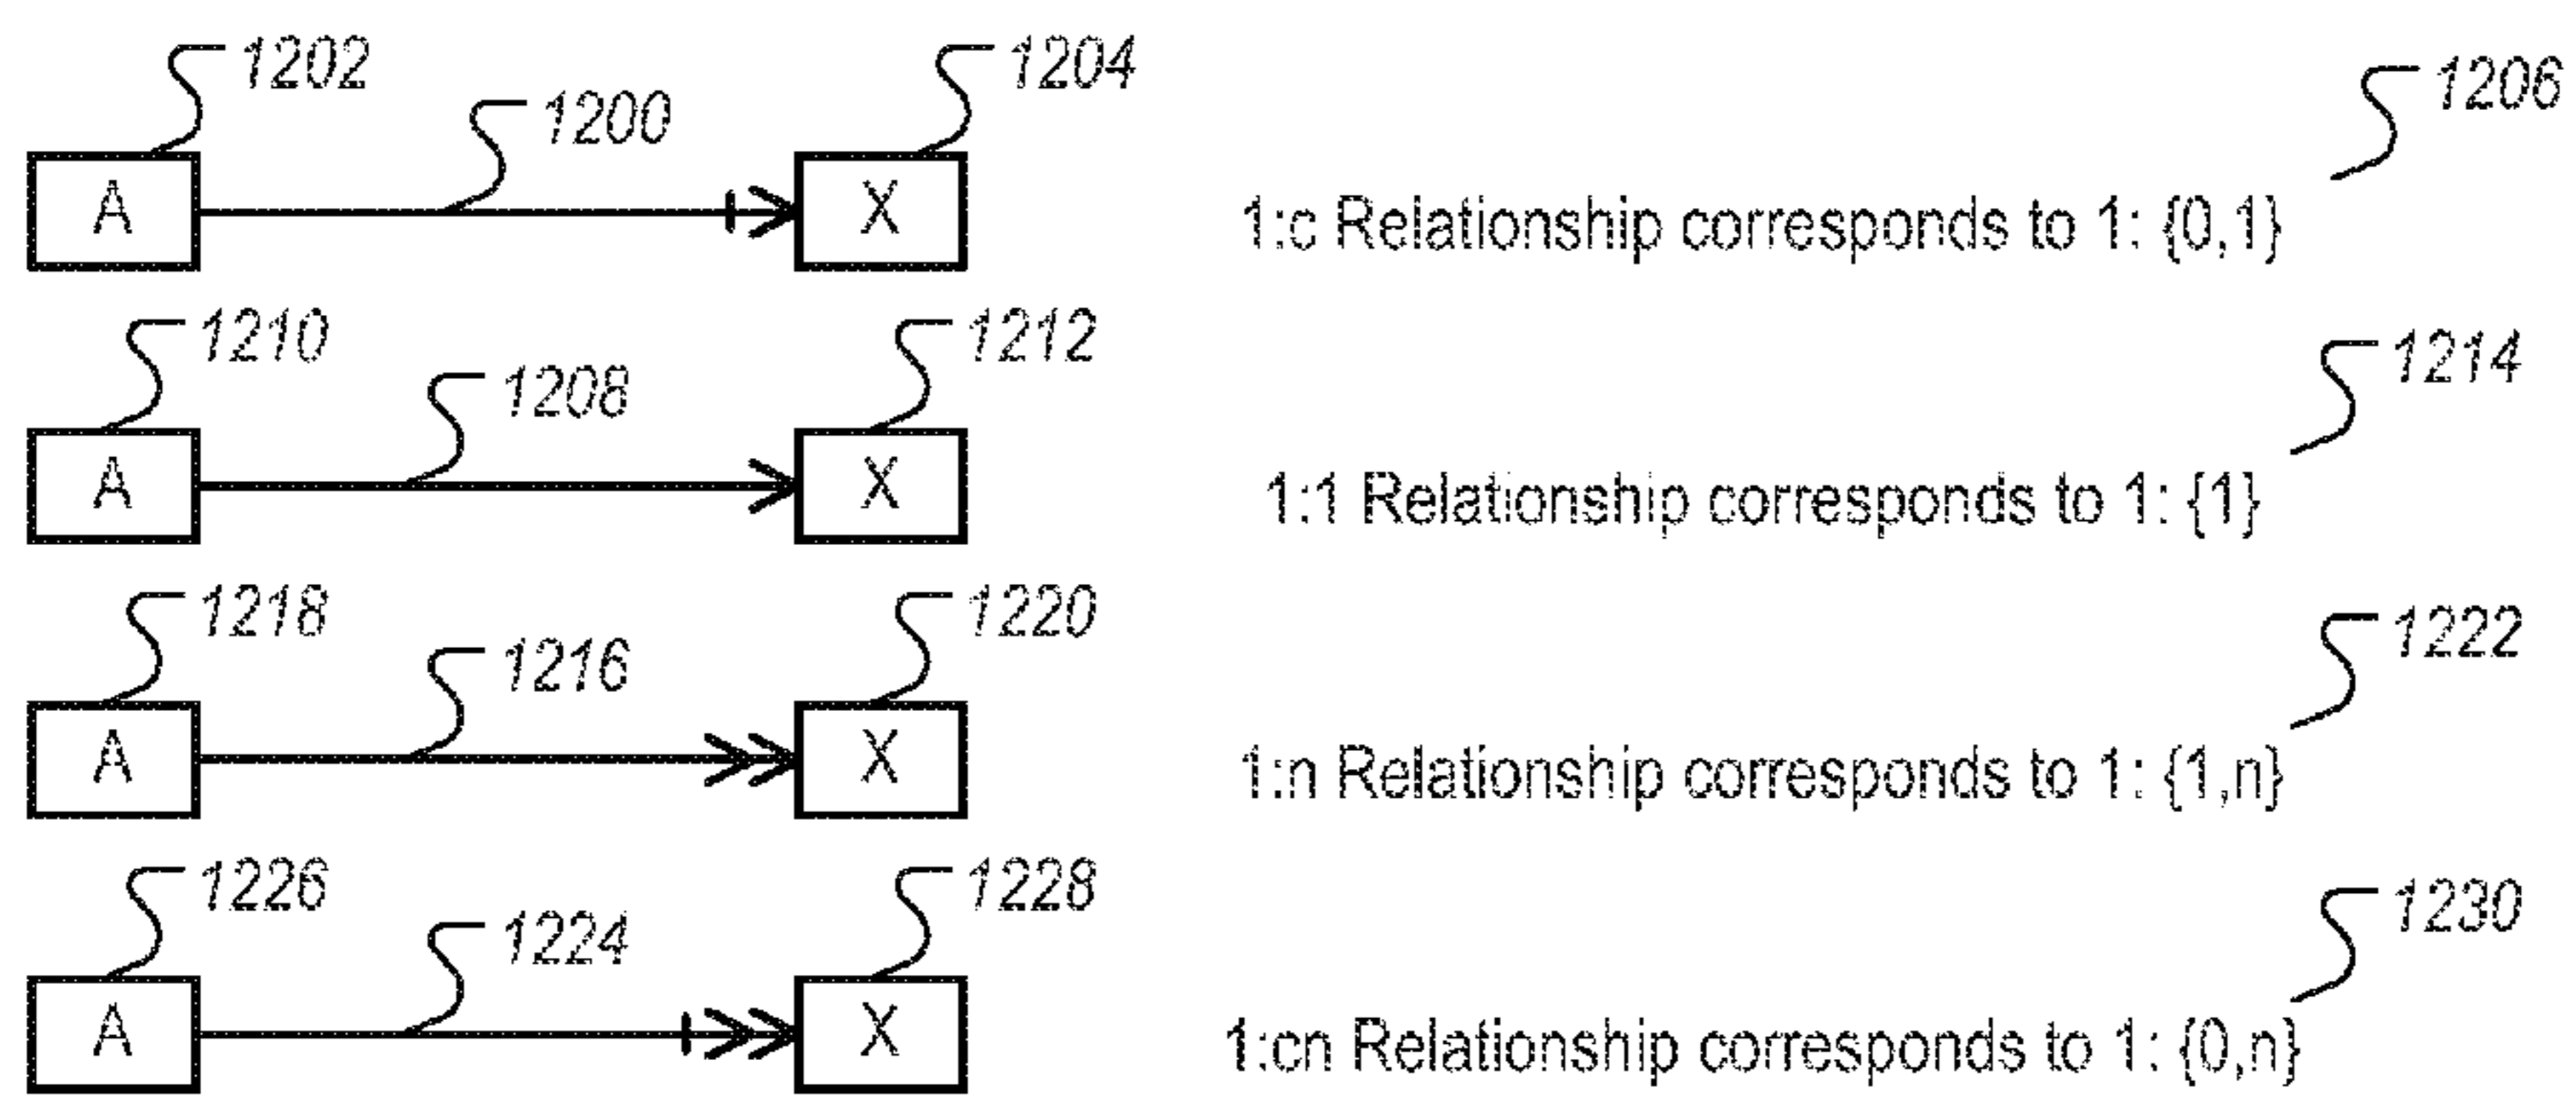 1202
1204
1200
1206
A
X
1:c Relationship corresponds to 1: {0,1}
1210
1212
1208
1214
A
X
1:1 Relationship corresponds to 1: {1}
1218
1220
1216
1222
A
X
1:n Relationship corresponds to 1: {1,n}
1226
1228
1224
1230
A
X
1:cn Relationship corresponds to 1: {0,n}